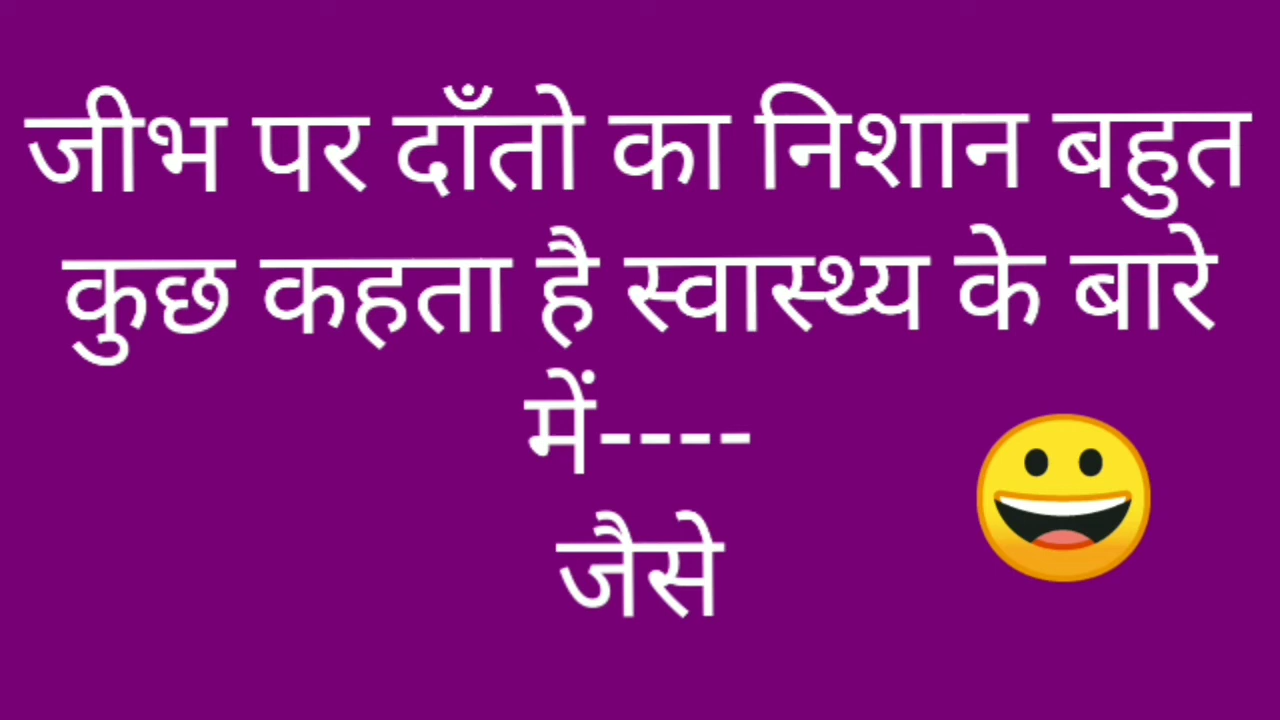 जीभ पर दाँतो का निशान बहुत
कुछ कहता है स्वास्थ्य के बारे
में----
जैसे